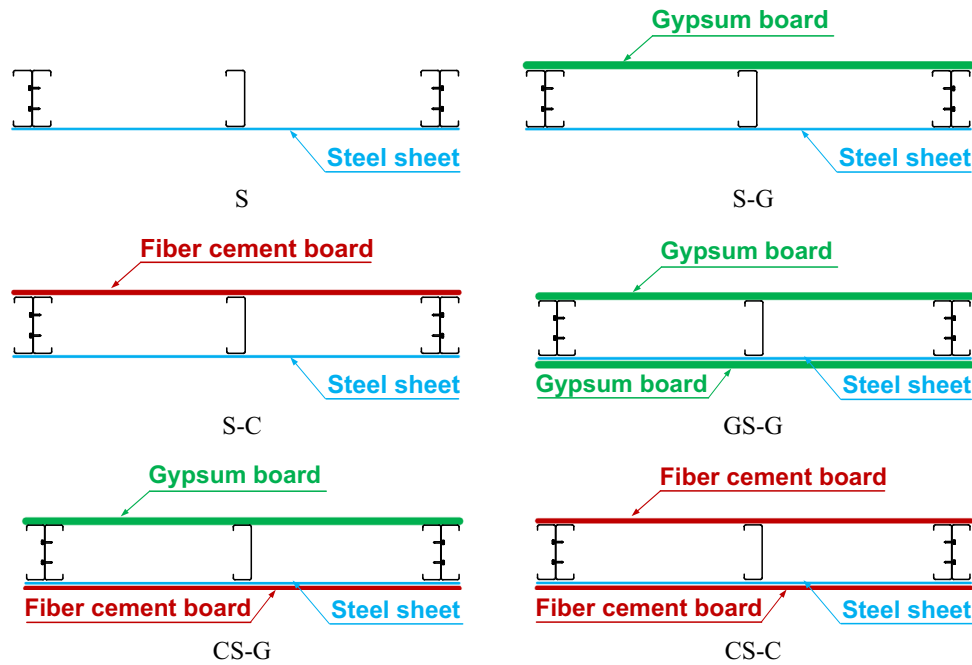 Gypsum board
Steel sheet
S
Steel sheet
S-G
Fiber cement board
Steel sheet
S-C
Gypsum board
Gypsum board
Steel sheet
GS-G
Gypsum board
Fiber cement board
Steel sheet
CS-G
Fiber cement board
Fiber cement board
Steel sheet
CS-C